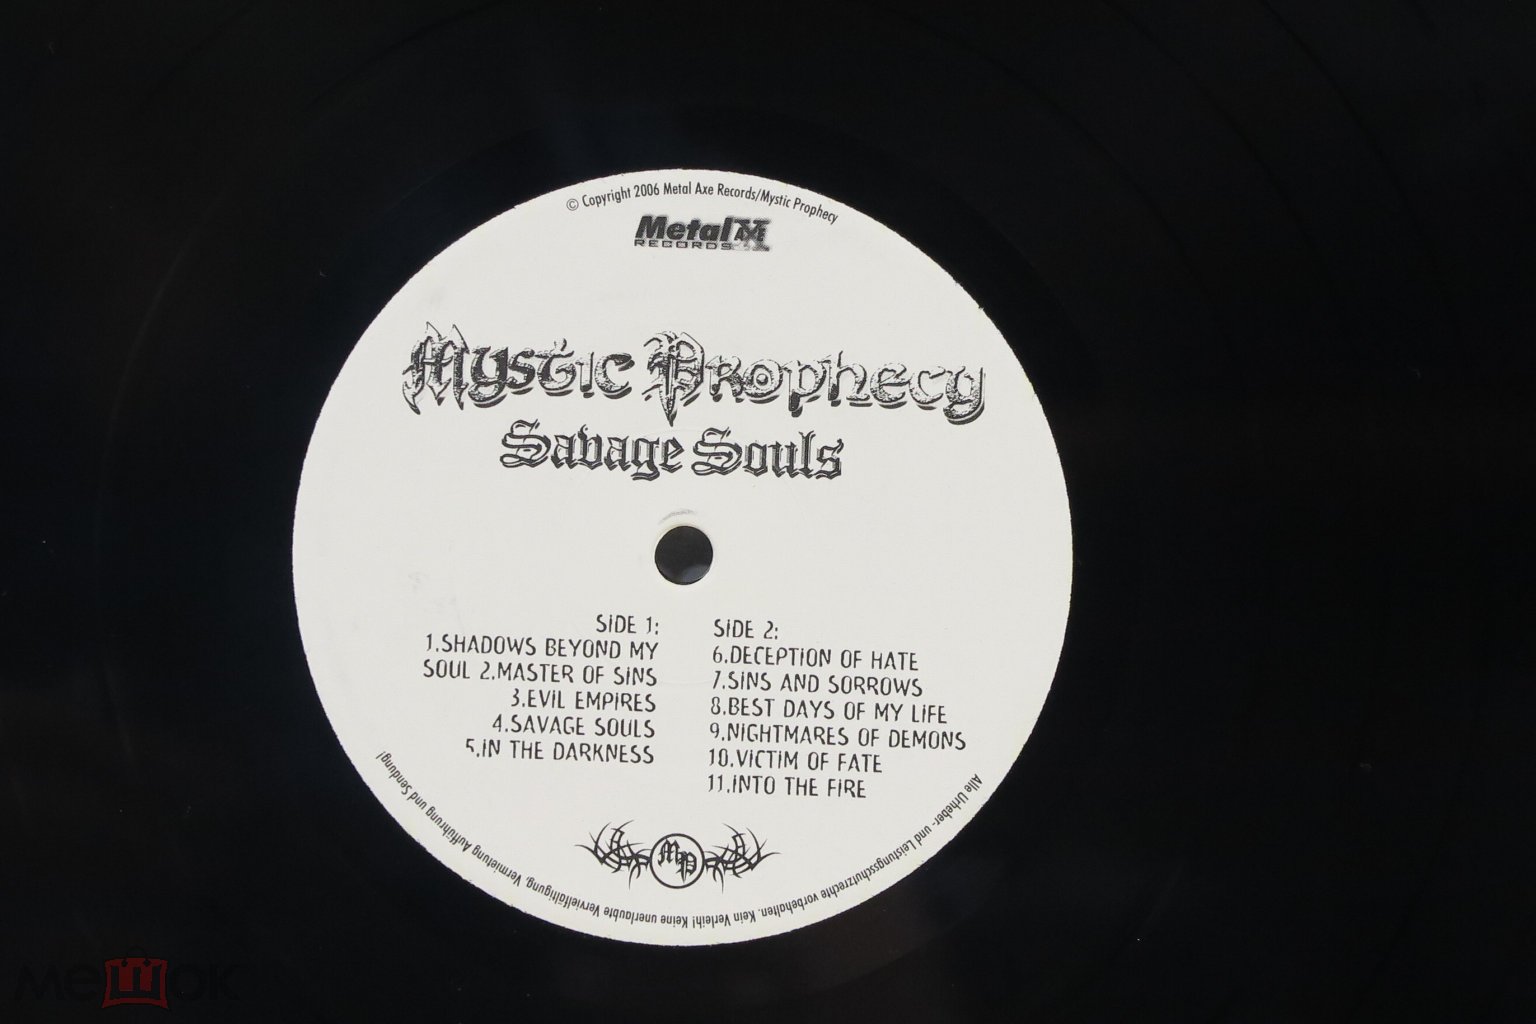 © Copyright 2006 Metal Axe Records/Mystic Prophecy
Metal AXE
RECORDS
Mystic Prophecy
Savage Souls
SIDE 1:
1.SHADOWS BEYOND MY
SOUL 2.MASTER OF SINS
3.EVIL EMPIRES
4.SAVAGE SOULS
5.IN THE DARKNESS
SIDE 2:
6.DECEPTION OF HATE
7.SINS AND SORROWS
8.BEST DAYS OF MY LIFE
9.NIGHTMARES OF DEMONS
10.VICTIM OF FATE
11.INTO THE FIRE
MP
Alle Urheber- und Leistungsschutzrechte vorbehalten. Kein Verleih! Keine unerlaubte Vervielfältigung, Vermietung Aufführung und Sendung!
мешок